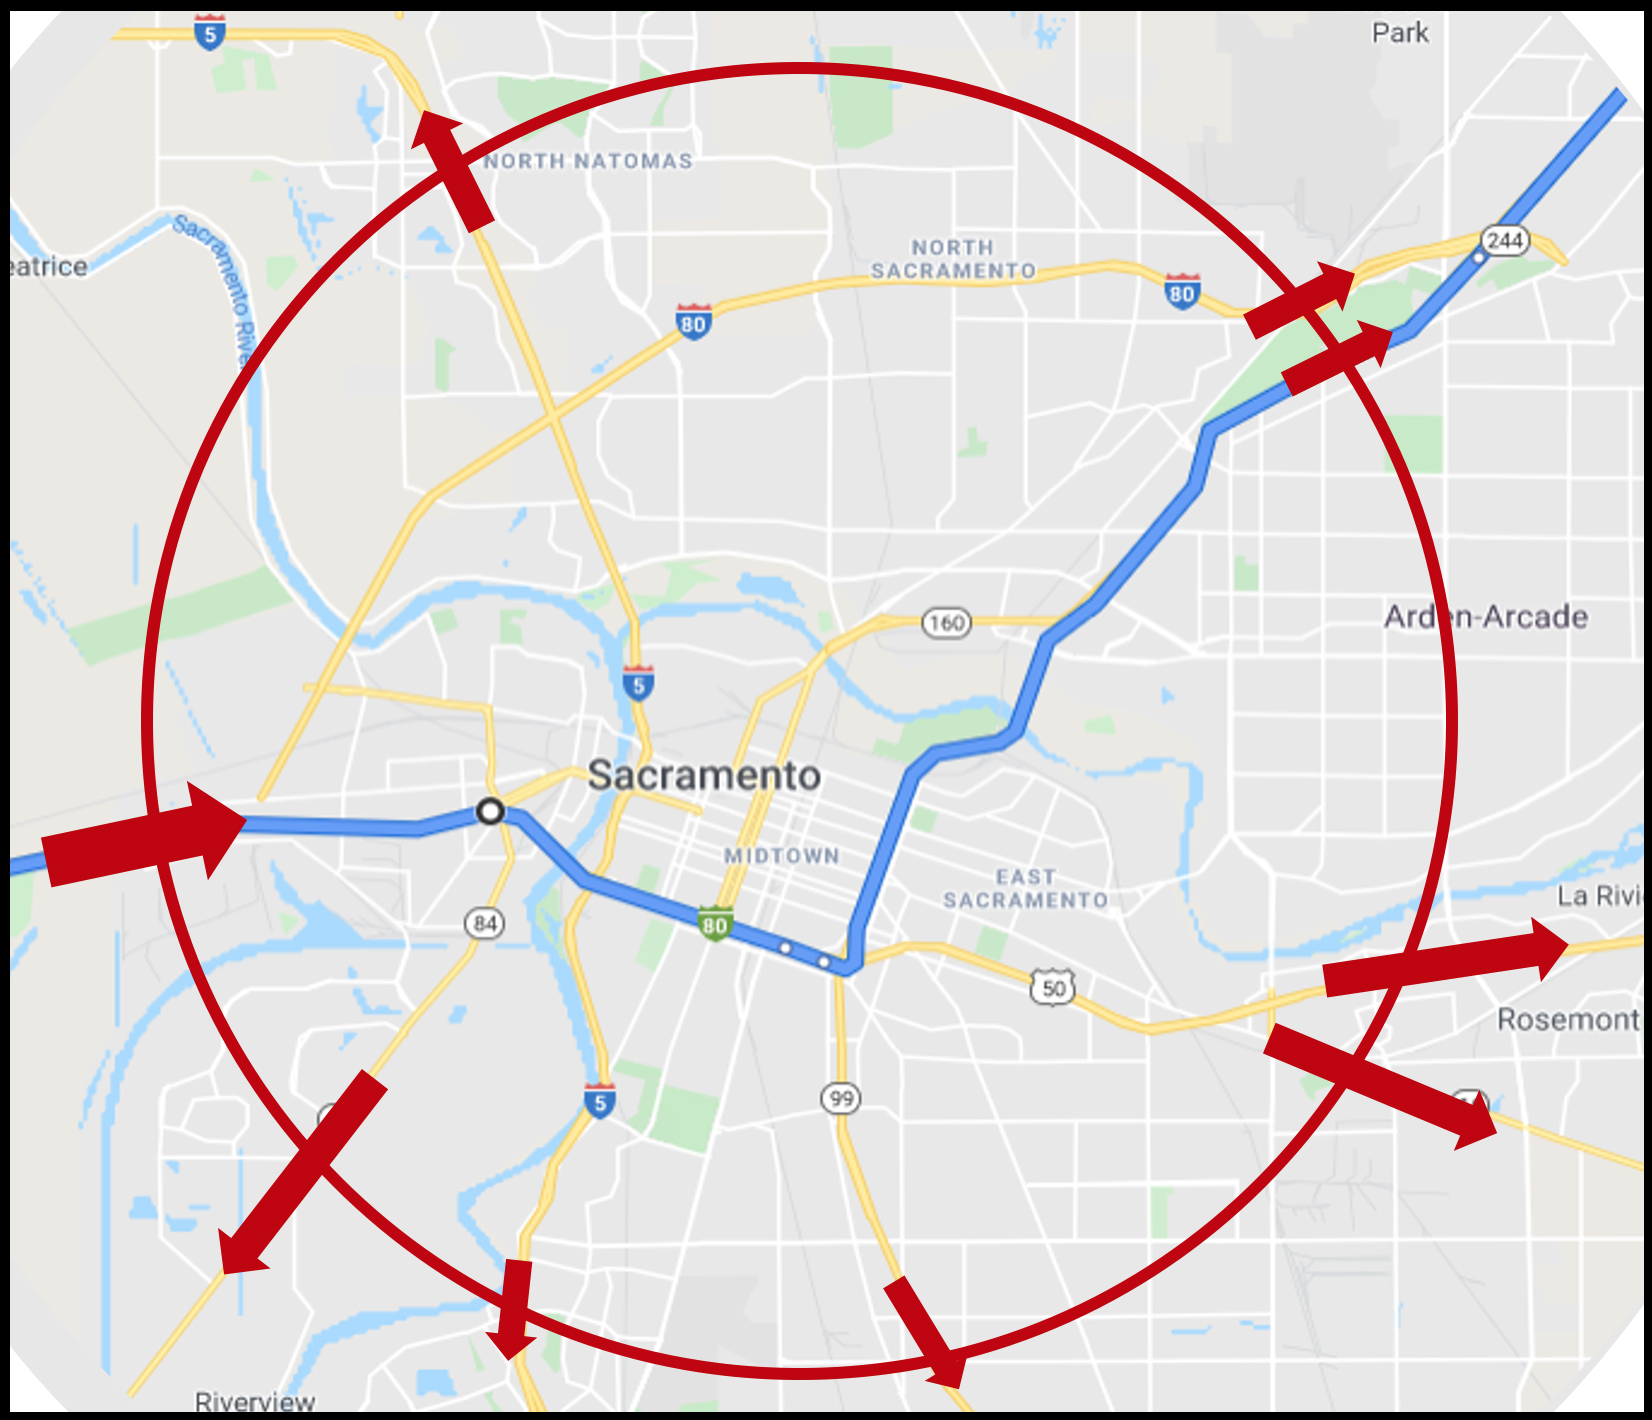 5
Park
NORTH NATOMAS
Sacramento River
244
NORTH
SACRAMENTO
eatrice
80
80
160
Arden-Arcade
5
Sacramento
MIDTOWN
EAST
SACRAMENTO
La Rivi
84
80
50
Rosemont
5
99
Riverview